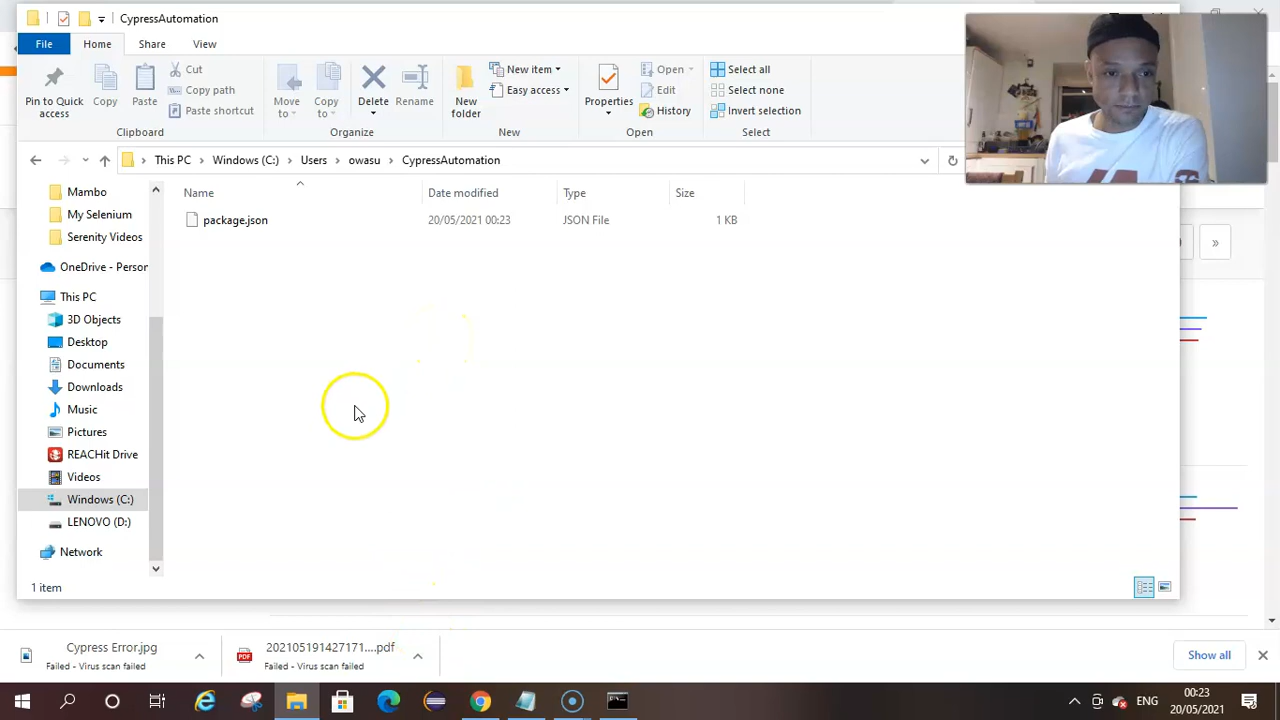 CypressAutomation
File Home Share View
Pin to Quick access
Copy
Paste
Cut
Copy path
Paste shortcut
Move to
Copy to
Delete
Rename
New folder
New item
Easy access
Properties
Open
Edit
History
Select all
Select none
Invert selection
Clipboard Organize New Open Select
This PC > Windows (C:) > Users > owasu > CypressAutomation
Name Date modified Type Size
package.json 20/05/2021 00:23 JSON File 1 KB
Mambo
My Selenium
Serenity Videos
OneDrive - Person
This PC
3D Objects
Desktop
Documents
Downloads
Music
Pictures
REACHit Drive
Videos
Windows (C:)
LENOVO (D:)
Network
1 item
»
Cypress Error.jpg
Failed - Virus scan failed
202105191427171....pdf
Failed - Virus scan failed
Show all
ENG
00:23
20/05/2021